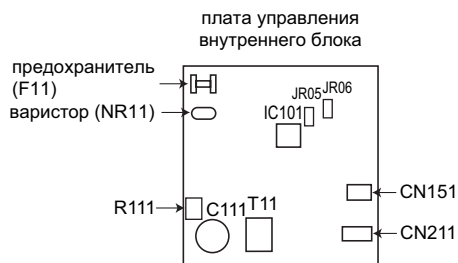 плата управления
внутреннего блока
предохранитель
(F11)
варистор (NR11)
JR05 JR06
IC101
CN151
R111
C111 T11
CN211